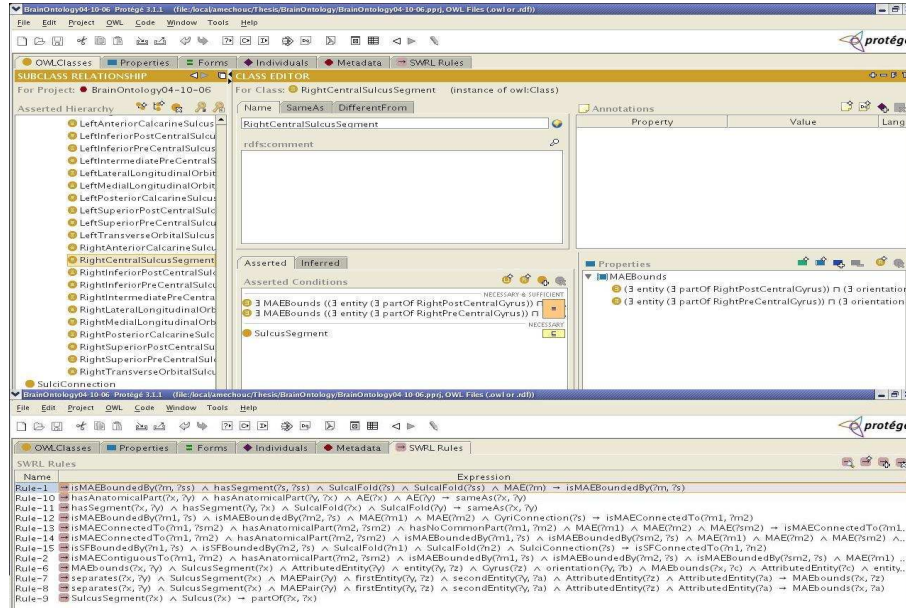 BrainOntology04-10-06 Protégé 3.1.1 (file:/local/amechouc/Thesis/BrainOntology/BrainOntology04-10-06.pprj, OWL Files (.owl or .rdf))
File Edit Project OWL Code Window Tools Help
protégé
OWLClasses Properties Forms Individuals Metadata SWRL Rules
SUBCLASS RELATIONSHIP
CLASS EDITOR
For Project: BrainOntology04-10-06
For Class: RightCentralSulcusSegment (instance of owl:Class)
Asserted Hierarchy
Name SameAs DifferentFrom
Annotations
RightCentralSulcusSegment
Property Value Lang
rdfs:comment
LeftAnteriorCalcarineSulcus
LeftInferiorPostCentralSulcu
LeftInferiorPreCentralSulcus
LeftIntermediatePreCentralS
LeftLateralLongitudinalOrbit
LeftMedialLongitudinalOrbit
LeftPosteriorCalcarineSulcus
LeftSuperiorPostCentralSulc
LeftSuperiorPreCentralSulcu
LeftTransverseOrbitalSulcus
RightAnteriorCalcarineSulcu
RightCentralSulcusSegment
RightInferiorPostCentralSulc
RightInferiorPreCentralSulcu
RightIntermediatePreCentra
RightLateralLongitudinalOrb
RightMedialLongitudinalOrb
RightPosteriorCalcarineSulc
RightSuperiorPostCentralSu
RightSuperiorPreCentralSulc
RightTransverseOrbitalSulcu
SulciConnection
Asserted Inferred
Asserted Conditions
NECESSARY & SUFFICIENT
∃ MAEBounds ((∃ entity (∃ partOf RightPostCentralGyrus)) ⊓
∃ MAEBounds ((∃ entity (∃ partOf RightPreCentralGyrus)) ⊓
NECESSARY
SulcusSegment
Properties
MAEBounds
(∃ entity (∃ partOf RightPostCentralGyrus)) ⊓ (∃ orientation
(∃ entity (∃ partOf RightPreCentralGyrus)) ⊓ (∃ orientation
BrainOntology04-10-06 Protégé 3.1.1 (file:/local/amechouc/Thesis/BrainOntology/BrainOntology04-10-06.pprj, OWL Files (.owl or .rdf))
File Edit Project OWL Code Window Tools Help
protégé
OWLClasses Properties Forms Individuals Metadata SWRL Rules
SWRL Rules
Name Expression
Rule-1 isMAEBoundedBy(?m, ?ss) ∧ hasSegment(?s, ?ss) ∧ SulcalFold(?ss) ∧ SulcalFold(?s) ∧ MAE(?m) → isMAEBoundedBy(?m, ?s)
Rule-10 hasAnatomicalPart(?x, ?y) ∧ hasAnatomicalPart(?y, ?x) ∧ AE(?x) ∧ AE(?y) → sameAs(?x, ?y)
Rule-11 hasSegment(?x, ?y) ∧ hasSegment(?y, ?x) ∧ SulcalFold(?x) ∧ SulcalFold(?y) → sameAs(?x, ?y)
Rule-12 isMAEBoundedBy(?m1, ?s) ∧ isMAEBoundedBy(?m2, ?s) ∧ MAE(?m1) ∧ MAE(?m2) ∧ GyriConnection(?s) → isMAEConnectedTo(?m1, ?m2)
Rule-13 isMAEConnectedTo(?m1, ?sm2) ∧ hasAnatomicalPart(?m2, ?sm2) ∧ hasNoCommonPart(?m1, ?m2) ∧ MAE(?m1) ∧ MAE(?m2) ∧ MAE(?sm2) → isMAEConnectedTo(?m1,..
Rule-14 isMAEConnectedTo(?m1, ?m2) ∧ hasAnatomicalPart(?m2, ?sm2) ∧ isMAEBoundedBy(?m1, ?s) ∧ isMAEBoundedBy(?sm2, ?s) ∧ MAE(?m1) ∧ MAE(?m2) ∧ MAE(?sm2) ∧..
Rule-15 isSFBoundedBy(?n1, ?s) ∧ isSFBoundedBy(?n2, ?s) ∧ SulcalFold(?n1) ∧ SulcalFold(?n2) ∧ SulciConnection(?s) → isSFConnectedTo(?n1, ?n2)
Rule-2 isMAEContiguousTo(?m1, ?m2) ∧ hasAnatomicalPart(?m2, ?sm2) ∧ isMAEBoundedBy(?m1, ?s) ∧ isMAEBoundedBy(?m2, ?s) ∧ isMAEBoundedBy(?sm2, ?s) ∧ MAE(?m1) ..
Rule-6 MAEbounds(?x, ?y) ∧ SulcusSegment(?x) ∧ AttributedEntity(?y) ∧ entity(?y, ?z) ∧ Gyrus(?z) ∧ orientation(?y, ?b) ∧ MAEbounds(?x, ?c) ∧ AttributedEntity(?c) ∧ entity..
Rule-7 separates(?x, ?y) ∧ SulcusSegment(?x) ∧ MAEPair(?y) ∧ firstEntity(?y, ?z) ∧ secondEntity(?y, ?a) ∧ AttributedEntity(?z) ∧ AttributedEntity(?a) → MAEbounds(?x, ?z)
Rule-8 separates(?x, ?y) ∧ SulcusSegment(?x) ∧ MAEPair(?y) ∧ firstEntity(?y, ?z) ∧ secondEntity(?y, ?a) ∧ AttributedEntity(?z) ∧ AttributedEntity(?a) → MAEbounds(?x, ?a)
Rule-9 SulcusSegment(?x) ∧ Sulcus(?z) → partOf(?x, ?z)